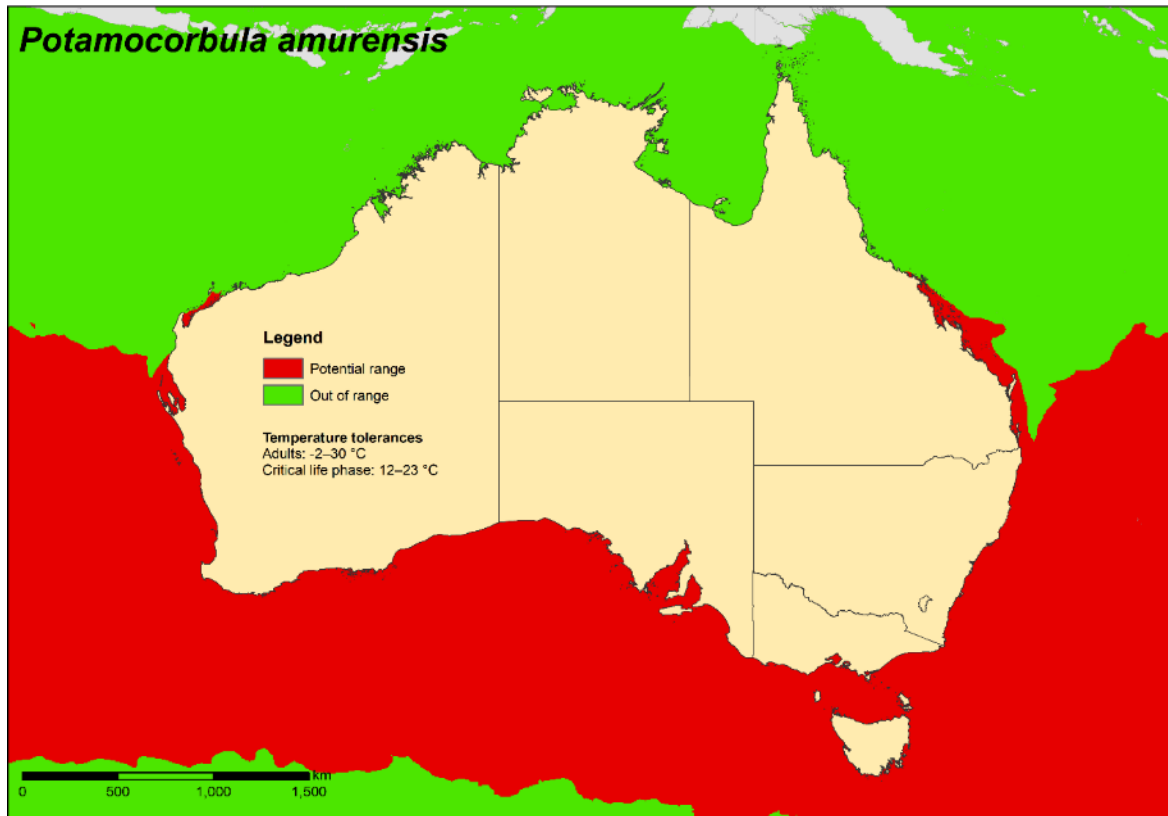 Potamocorbula amurensis
Legend
Potential range
Out of range
Temperature tolerances
Adults: -2–30 °C
Critical life phase: 12–23 °C
km
0 500 1,000 1,500